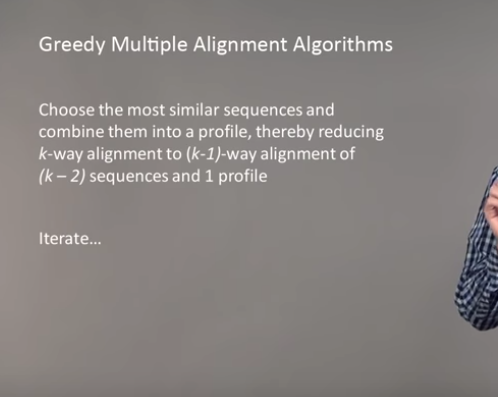 Greedy Multiple Alignment Algorithms
Choose the most similar sequences and
combine them into a profile, thereby reducing
k-way alignment to (k-1)-way alignment of
(k – 2) sequences and 1 profile
Iterate...